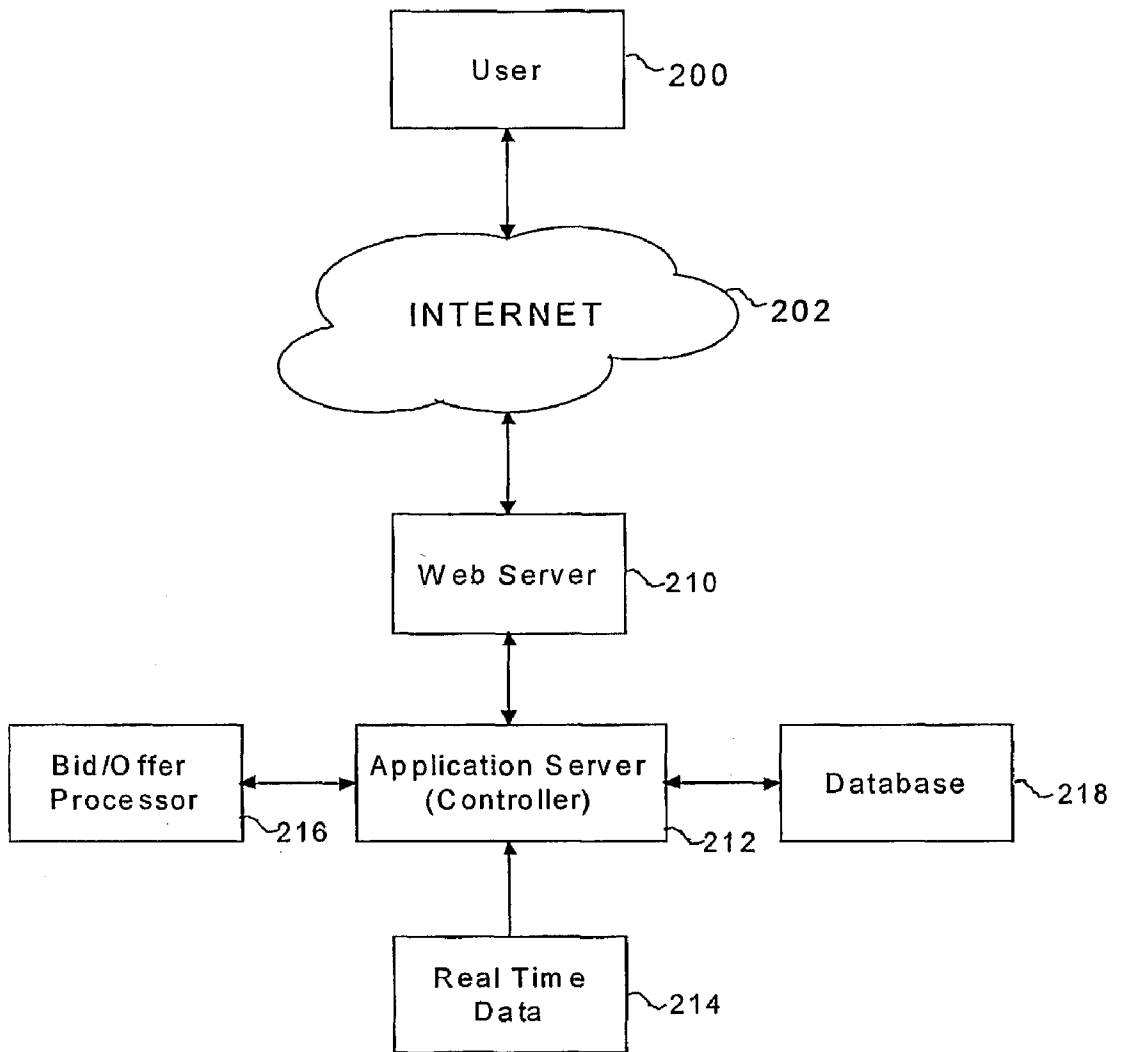 User
200
INTERNET
202
Web Server
210
Bid/Offer
Processor
216
Application Server
(Controller)
212
Database
218
Real Time
Data
214